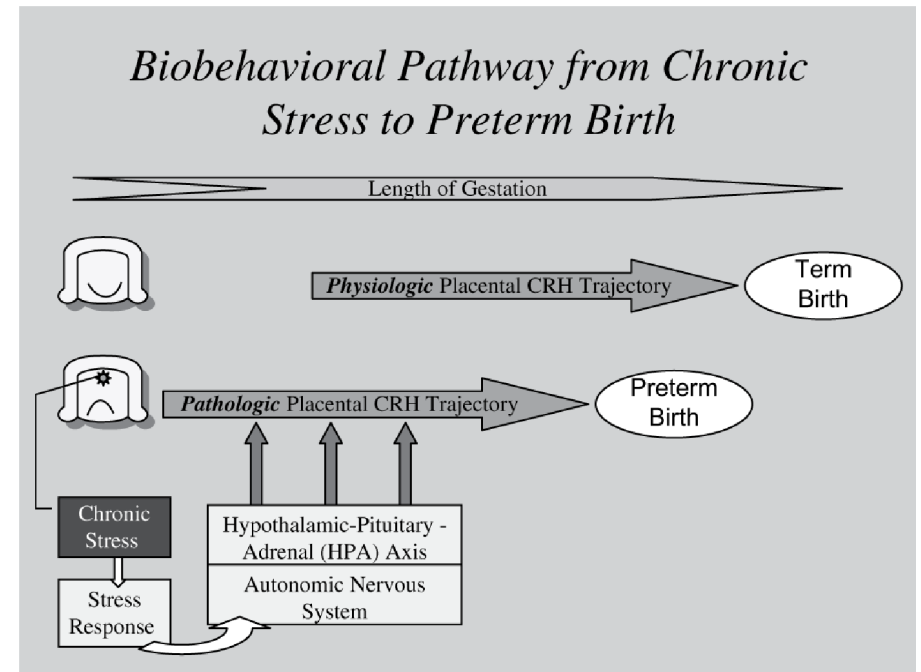 Biobehavioral Pathway from Chronic
Stress to Preterm Birth
Length of Gestation
Physiologic Placental CRH Trajectory
Term
Birth
Pathologic Placental CRH Trajectory
Preterm
Birth
Chronic
Stress
Stress
Response
Hypothalamic-Pituitary -
Adrenal (HPA) Axis
Autonomic Nervous
System